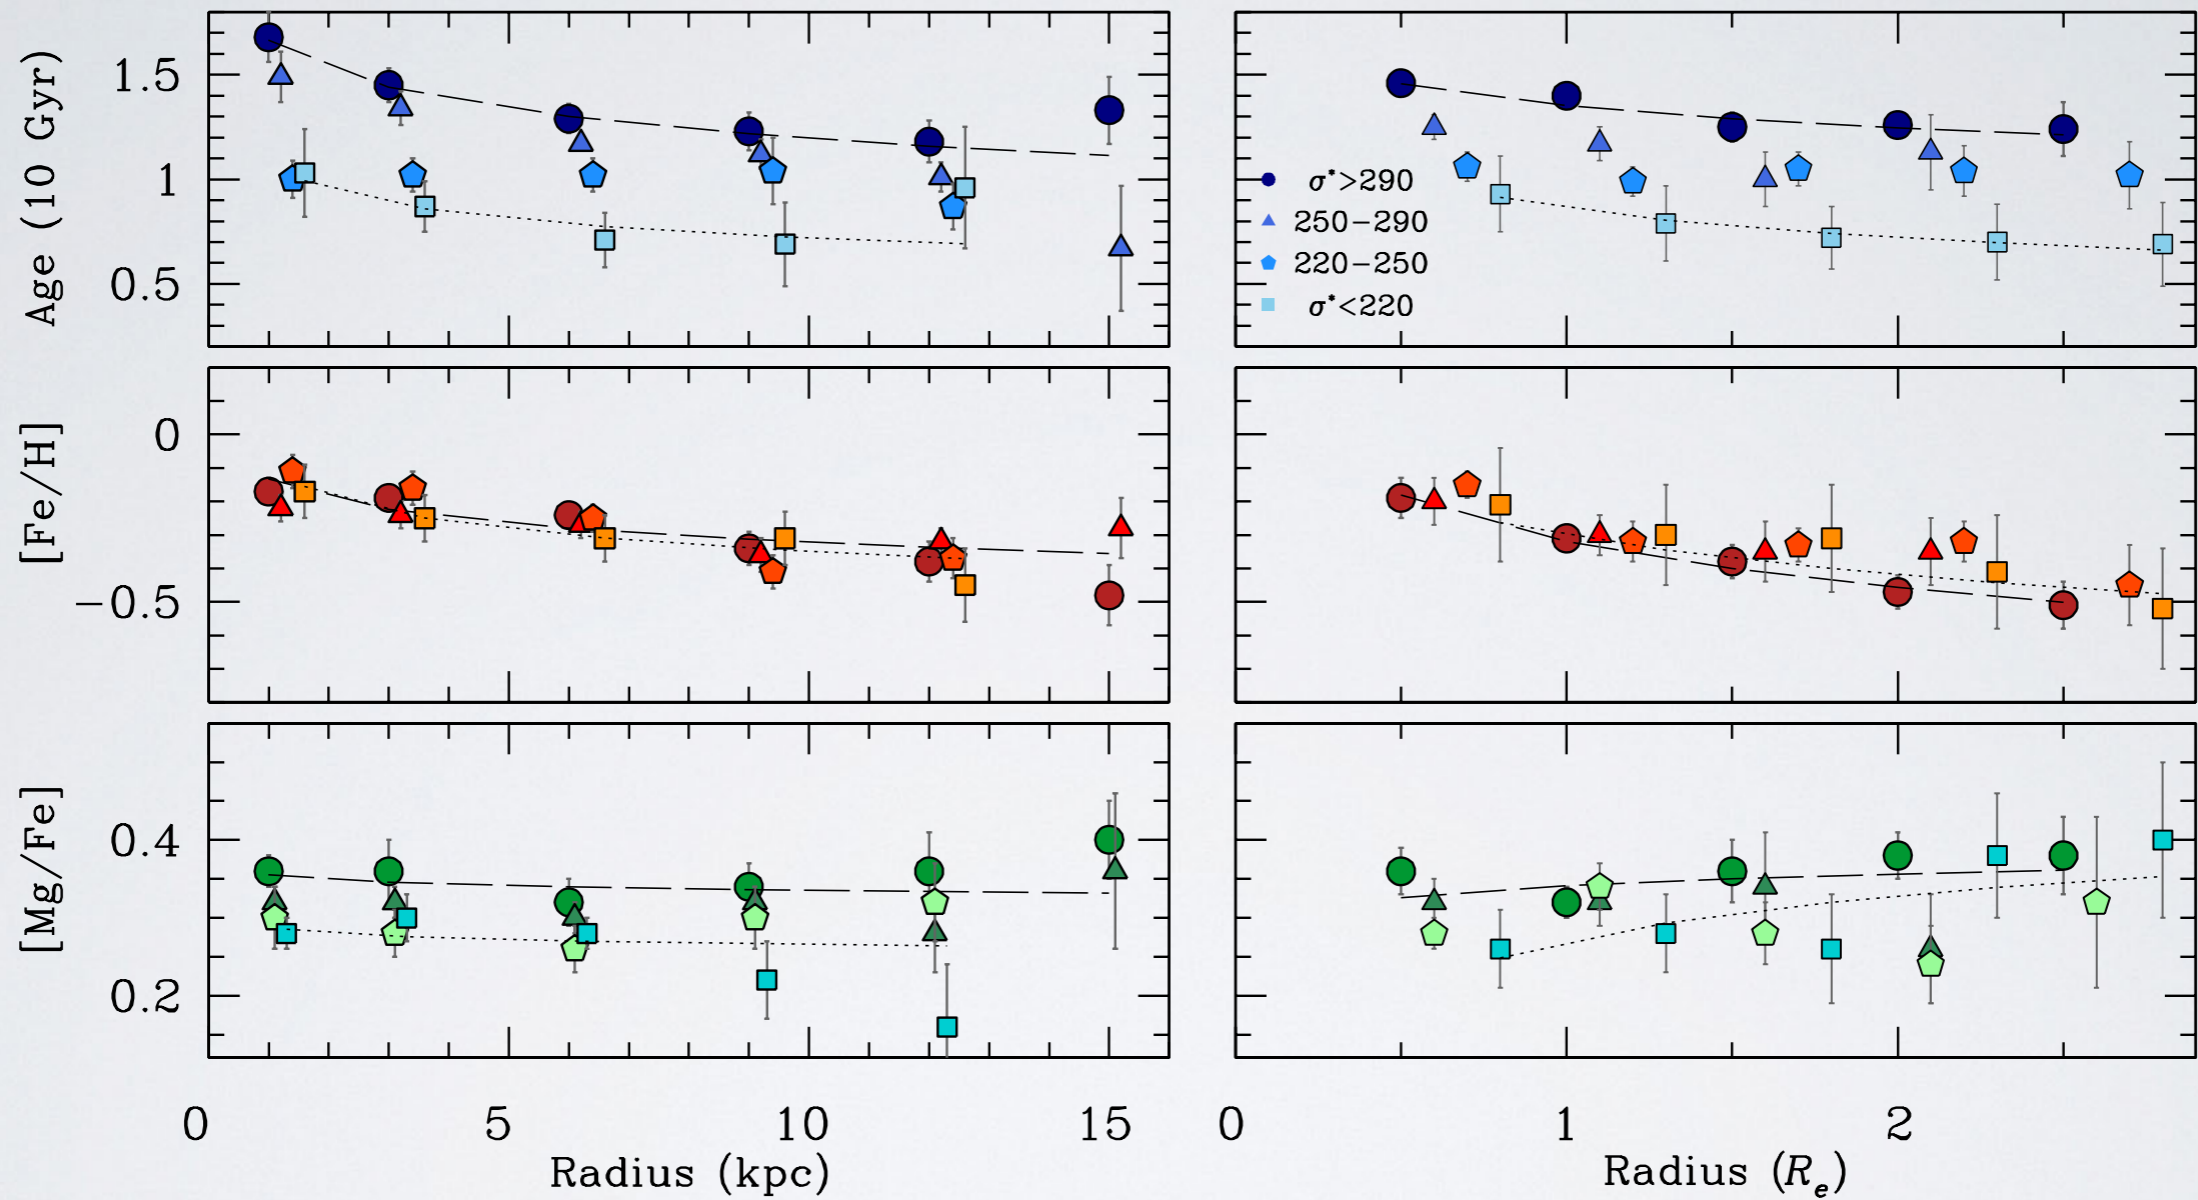 Age (10 Gyr)
1.5
1
0.5
σ*>290
250−290
220−250
σ*<220
[Fe/H]
0
−0.5
[Mg/Fe]
0.4
0.2
0 5 10 15
Radius (kpc)
0 1 2
Radius (Re)